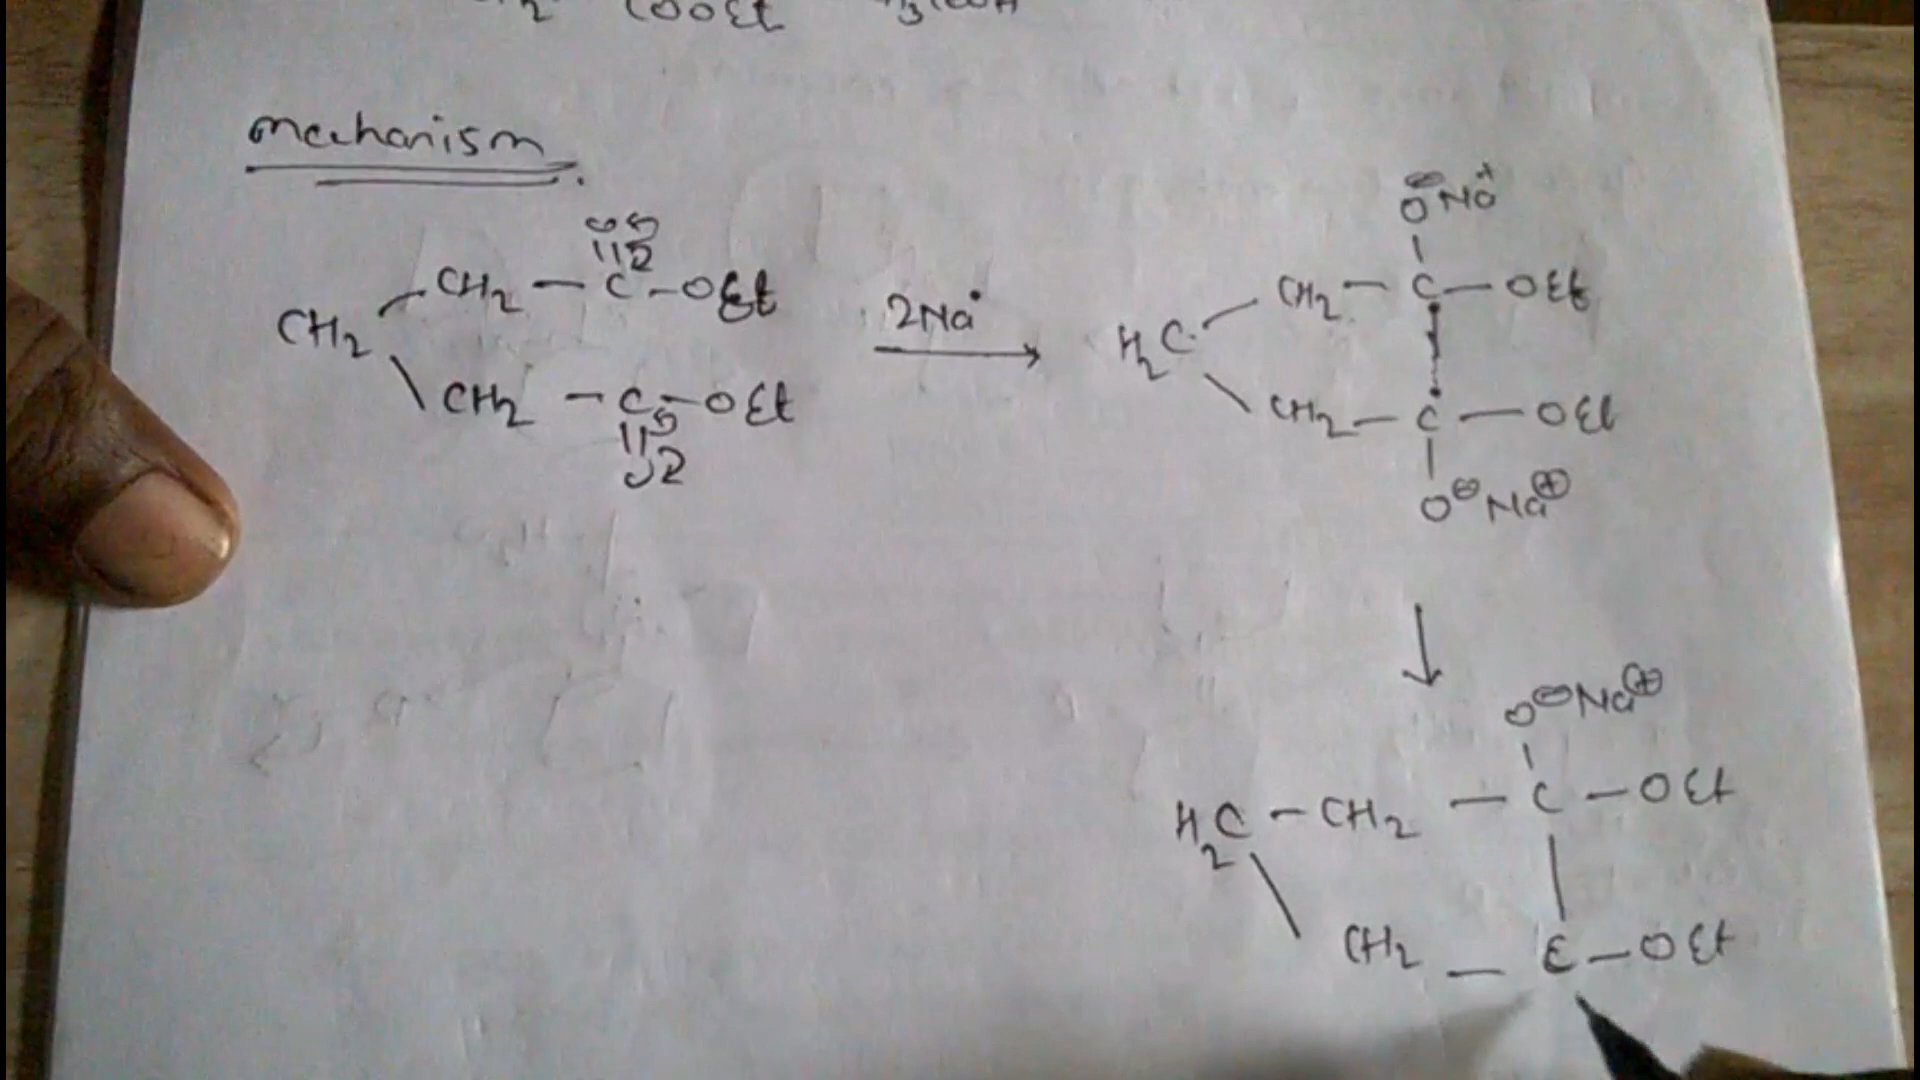 COOEt
mechanism.
O
CH2 - C - OEt
CH2
2Na•
CH2 - C - OEt
O
O⊖ Na+
CH2 - C - OEt
H2C
CH2 - C - OEt
O⊖ Na⊕
↓
O⊖ Na⊕
H2C - CH2 - C - OEt
CH2 - C - OEt